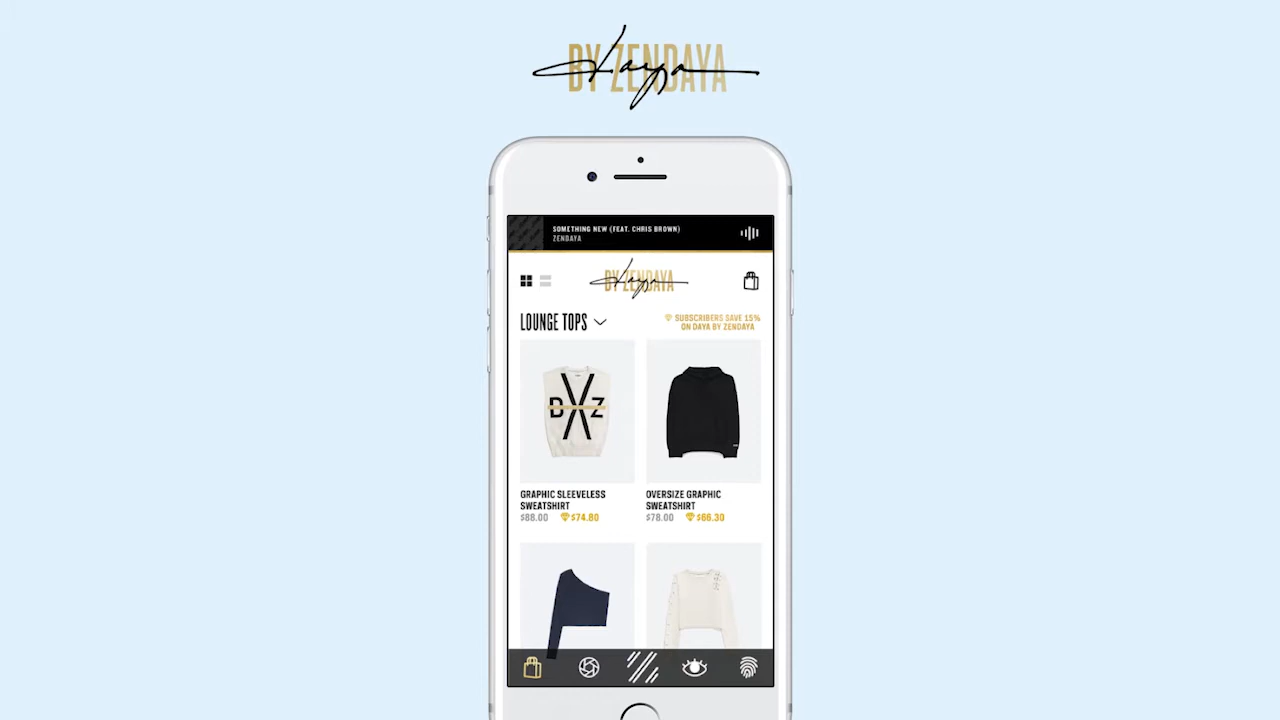 Daya
BY ZENDAYA
SOMETHING NEW (FEAT. CHRIS BROWN)
ZENDAYA
Daya
BY ZENDAYA
LOUNGE TOPS
SUBSCRIBERS SAVE 15%
ON DAYA BY ZENDAYA
D X Z
GRAPHIC SLEEVELESS
SWEATSHIRT
$88.00 $74.80
OVERSIZE GRAPHIC
SWEATSHIRT
$78.00 $66.30